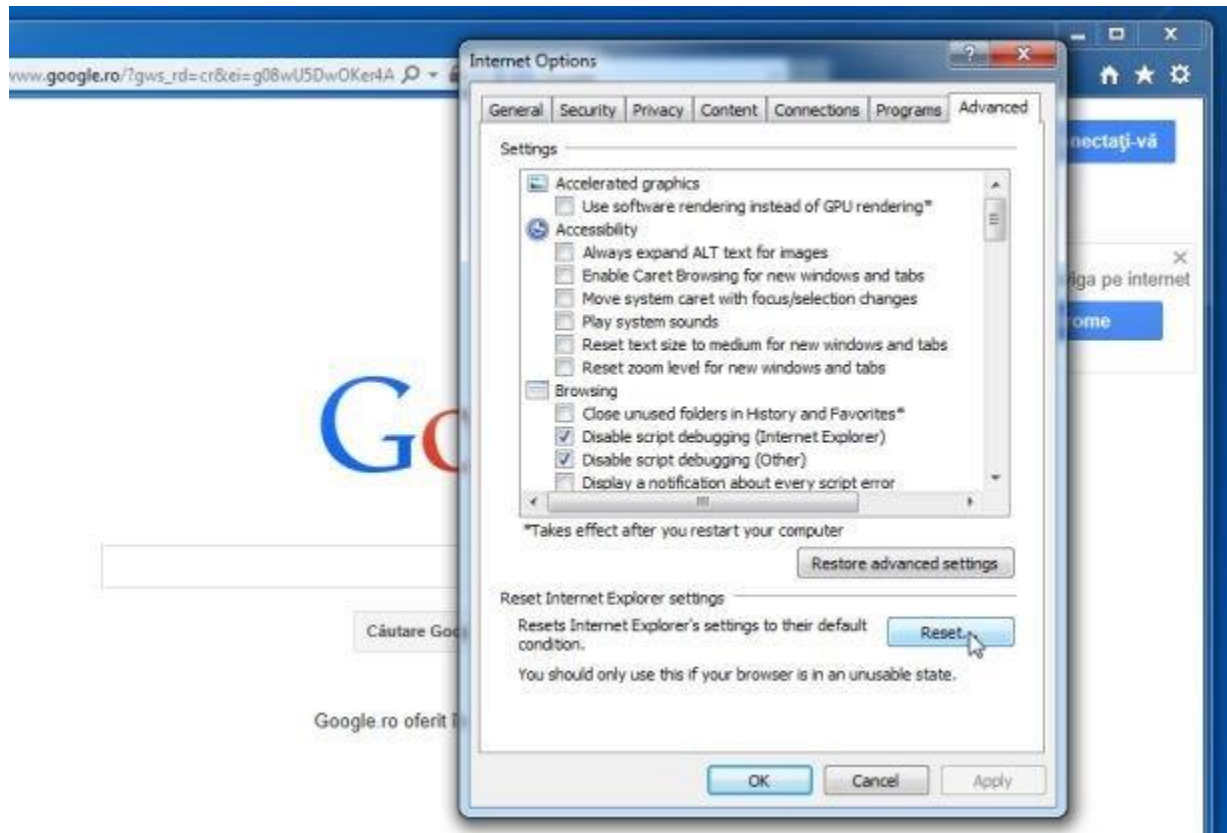 www.google.ro/?gws_rd=cr&ei=g08wU5DwOKer4A
Internet Options
General Security Privacy Content Connections Programs Advanced
nectaţi-vă
Settings
Accelerated graphics
Use software rendering instead of GPU rendering*
Accessibility
Always expand ALT text for images
Enable Caret Browsing for new windows and tabs
iga pe internet
Move system caret with focus/selection changes
Play system sounds
ome
Reset text size to medium for new windows and tabs
Reset zoom level for new windows and tabs
Browsing
Close unused folders in History and Favorites*
Go
Disable script debugging (Internet Explorer)
Disable script debugging (Other)
Display a notification about every script error
*Takes effect after you restart your computer
Restore advanced settings
Reset Internet Explorer settings
Resets Internet Explorer's settings to their default
condition.
Reset...
Căutare Goo
You should only use this if your browser is in an unusable state.
Google.ro oferit î
OK Cancel Apply